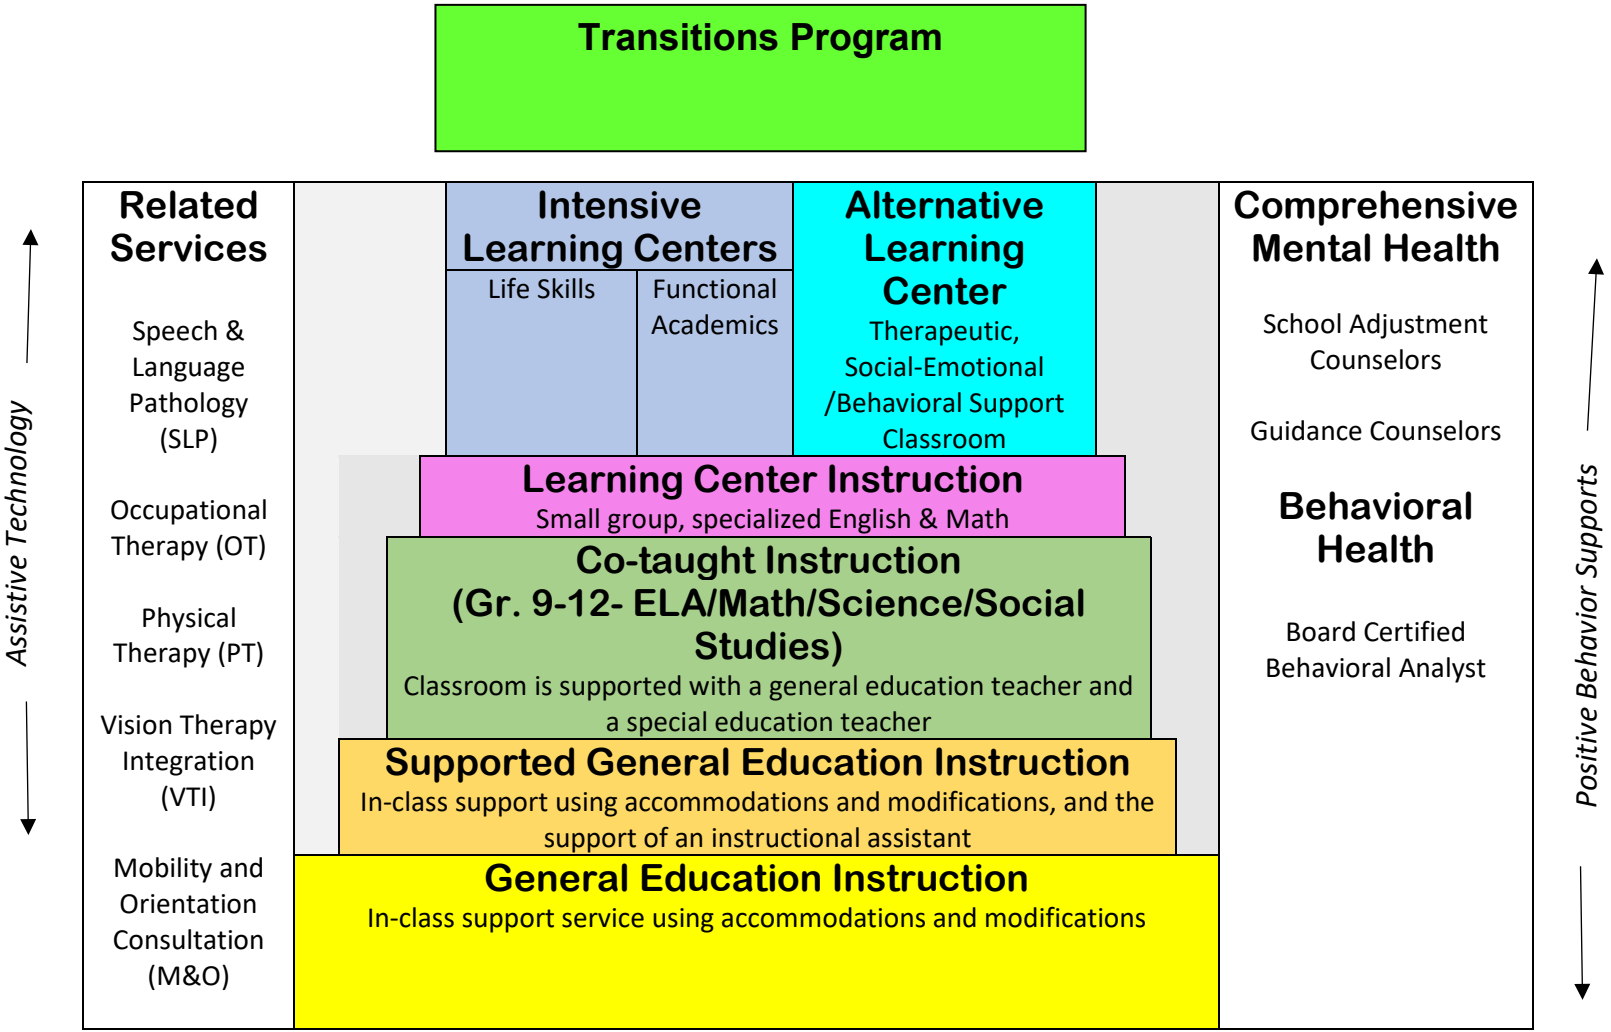 Transitions Program
Assistive Technology
Related
Services
Speech &
Language
Pathology
(SLP)
Occupational
Therapy (OT)
Physical
Therapy (PT)
Vision Therapy
Integration
(VTI)
Mobility and
Orientation
Consultation
(M&O)
Intensive
Learning Centers
Life Skills
Functional
Academics
Alternative
Learning
Center
Therapeutic,
Social-Emotional
/Behavioral Support
Classroom
Learning Center Instruction
Small group, specialized English & Math
Co-taught Instruction
(Gr. 9-12- ELA/Math/Science/Social
Studies)
Classroom is supported with a general education teacher and
a special education teacher
Supported General Education Instruction
In-class support using accommodations and modifications, and the
support of an instructional assistant
General Education Instruction
In-class support service using accommodations and modifications
Comprehensive
Mental Health
School Adjustment
Counselors
Guidance Counselors
Behavioral
Health
Board Certified
Behavioral Analyst
Positive Behavior Supports